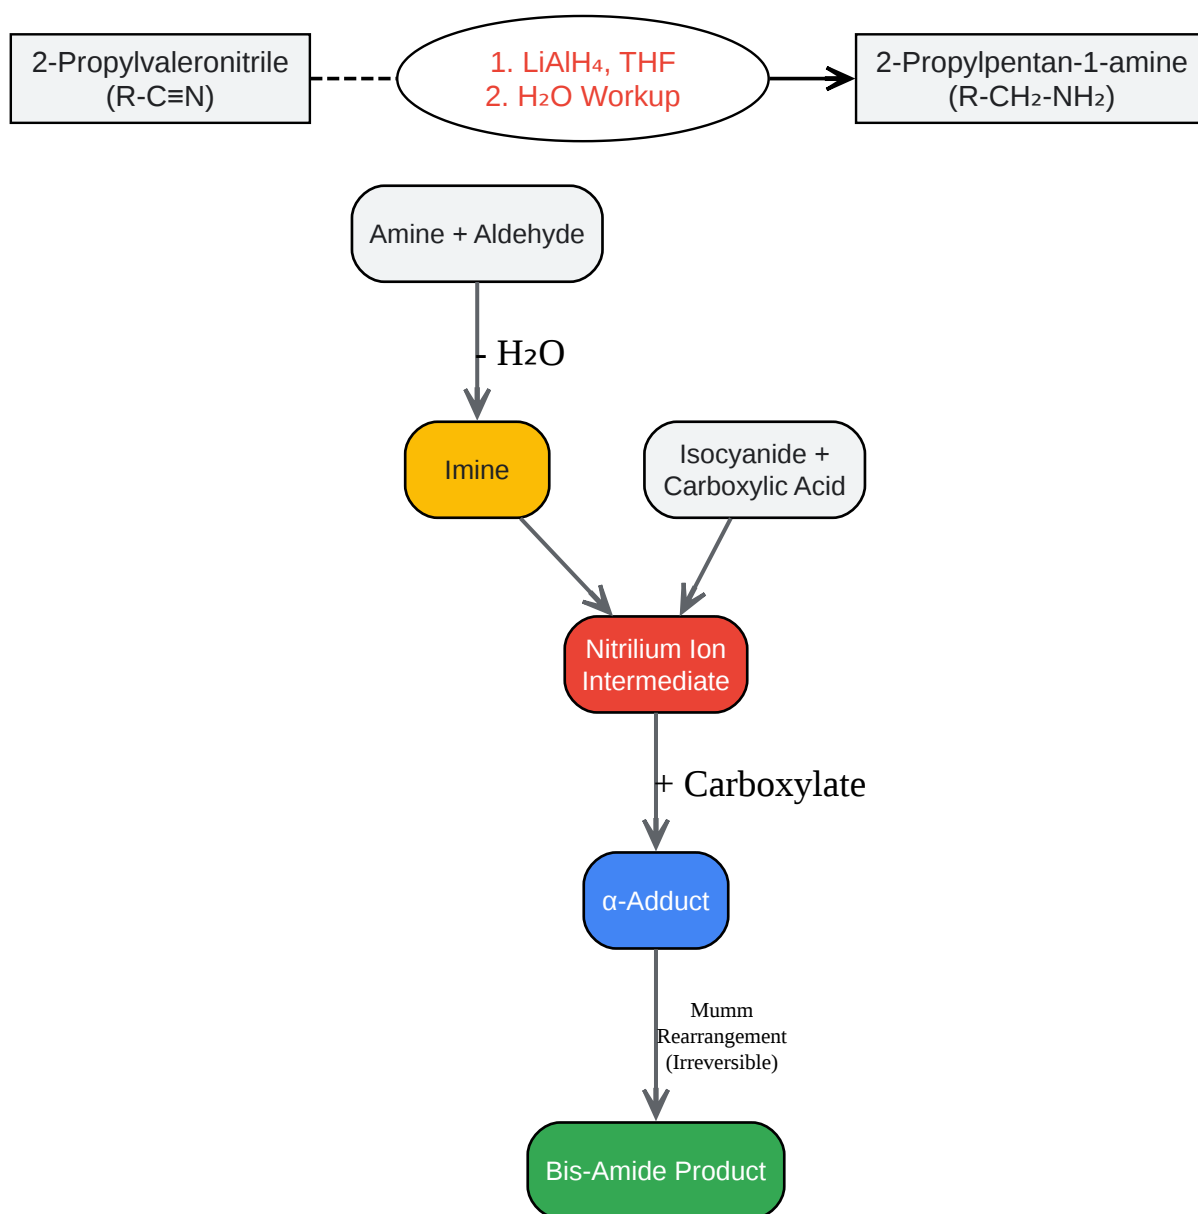 2-Propylvaleronitrile
(R-C≡N)
1. LiAlH₄, THF
2. H₂O Workup
2-Propylpentan-1-amine
(R-CH₂-NH₂)
Amine + Aldehyde
- H₂O
Imine
Isocyanide +
Carboxylic Acid
Nitrilium Ion
Intermediate
+ Carboxylate
α-Adduct
Mumm
Rearrangement
(Irreversible)
Bis-Amide Product